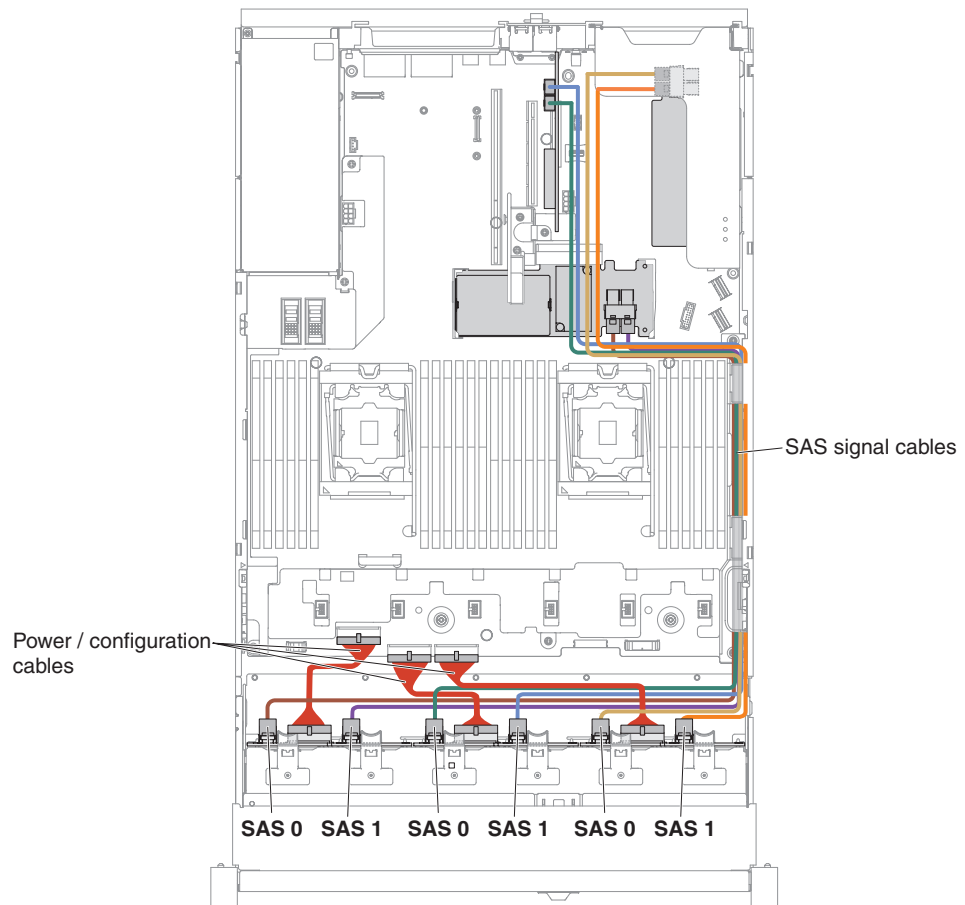 SAS signal cables
Power / configuration
cables
SAS 0 SAS 1 SAS 0 SAS 1 SAS 0 SAS 1